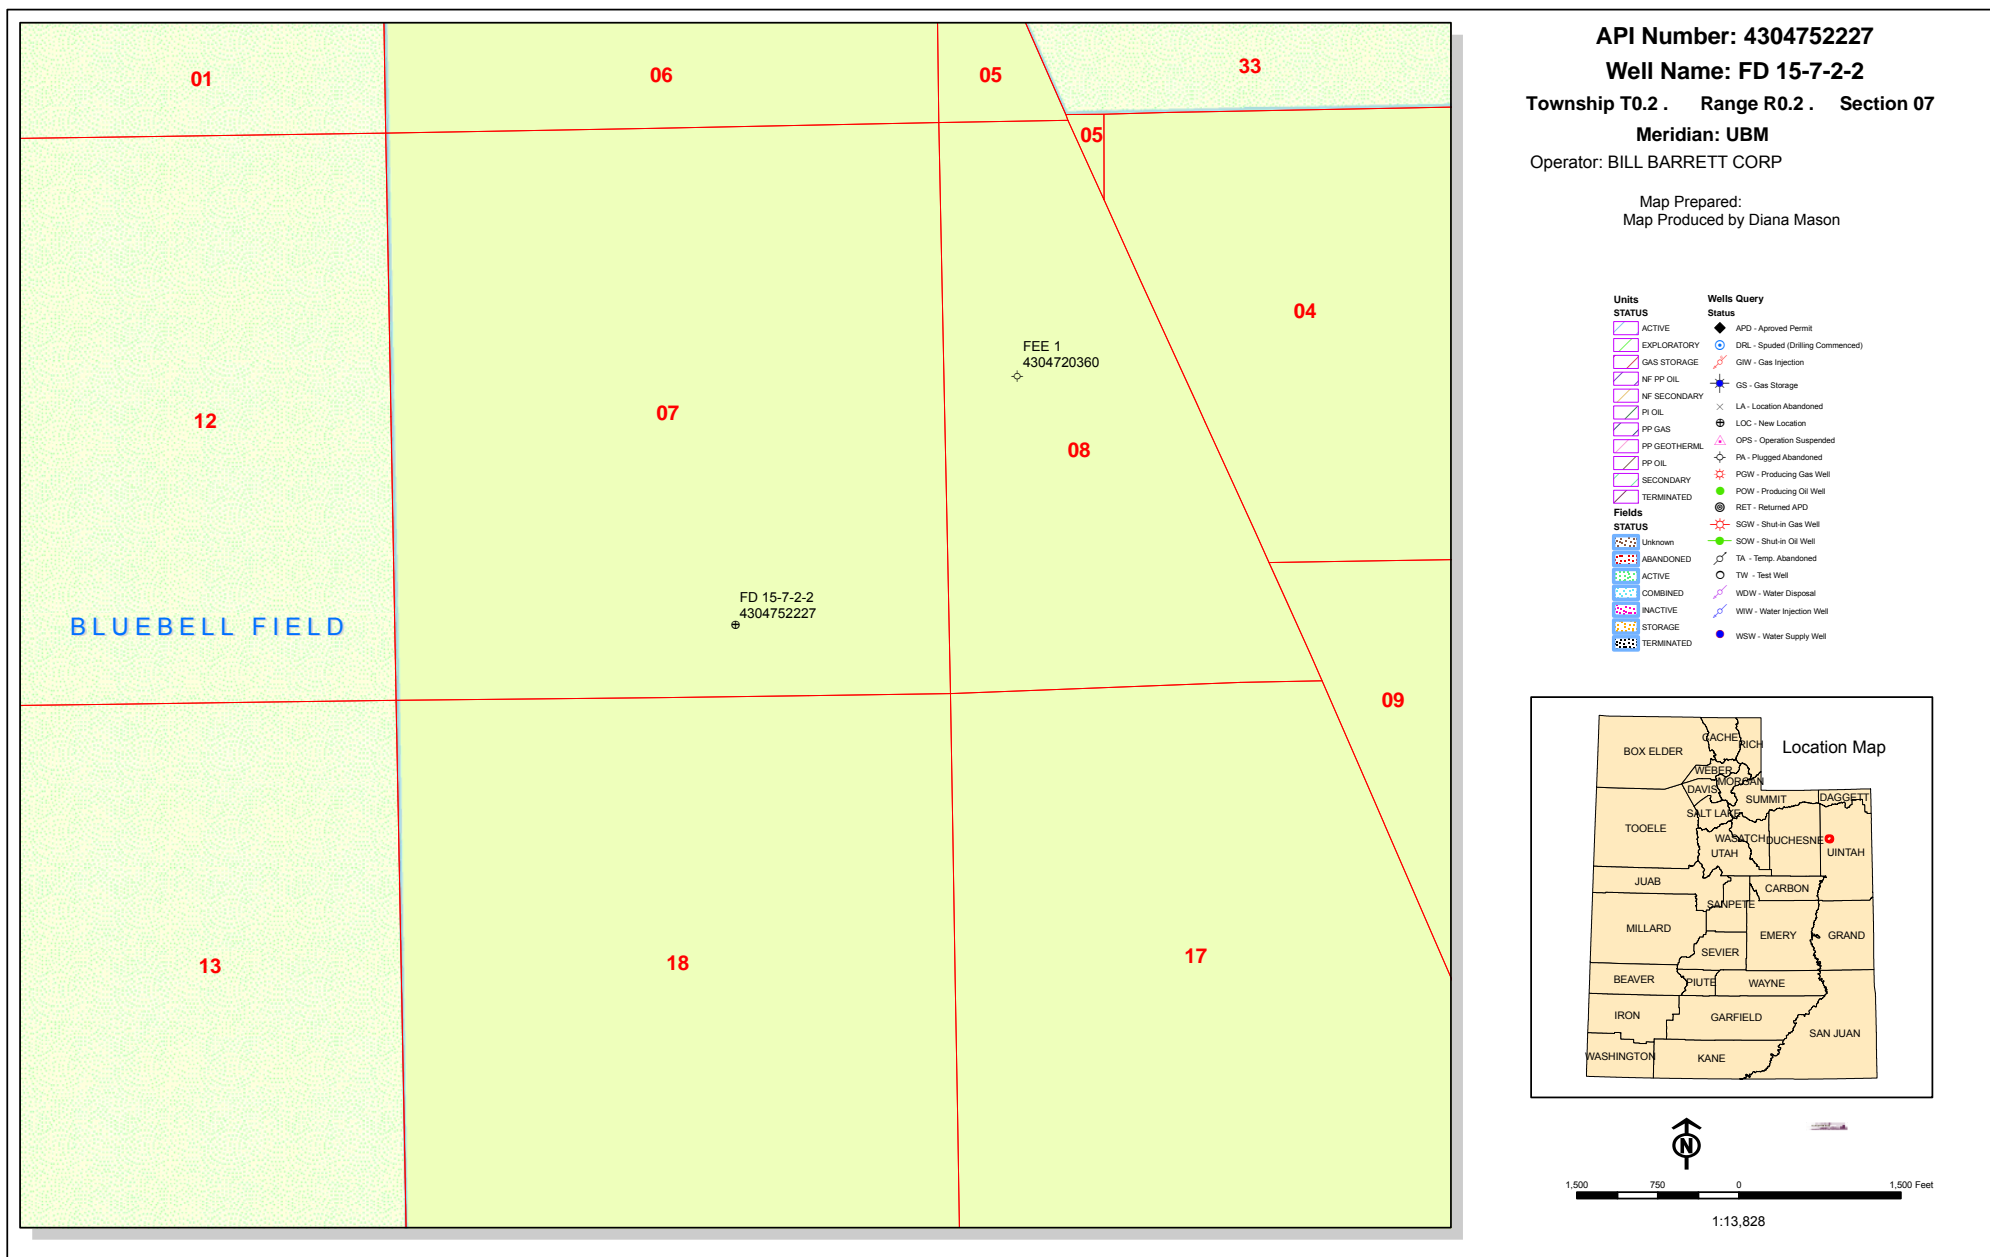 API Number: 4304752227
Well Name: FD 15-7-2-2
Township T0.2 . Range R0.2 . Section 07
Meridian: UBM
Operator: BILL BARRETT CORP
Map Prepared:
Map Produced by Diana Mason
01
06
05
33
05
04
FEE 1
4304720360
12
07
08
FD 15-7-2-2
4304752227
BLUEBELL FIELD
09
13
18
17
Units
STATUS
ACTIVE
EXPLORATORY
GAS STORAGE
NF PP OIL
NF SECONDARY
PI OIL
PP GAS
PP GEOTHERML
PP OIL
SECONDARY
TERMINATED
Fields
STATUS
Unknown
ABANDONED
ACTIVE
COMBINED
INACTIVE
STORAGE
TERMINATED
Wells Query
Status
APD - Aproved Permit
DRL - Spuded (Drilling Commenced)
GIW - Gas Injection
GS - Gas Storage
LA - Location Abandoned
LOC - New Location
OPS - Operation Suspended
PA - Plugged Abandoned
PGW - Producing Gas Well
POW - Producing Oil Well
RET - Returned APD
SGW - Shut-in Gas Well
SOW - Shut-in Oil Well
TA - Temp. Abandoned
TW - Test Well
WDW - Water Disposal
WIW - Water Injection Well
WSW - Water Supply Well
Location Map
CACHE
RICH
BOX ELDER
WEBER
MORGAN
DAVIS
SUMMIT
DAGGETT
SALT LAKE
TOOELE
WASATCH
DUCHESNE
UTAH
UINTAH
JUAB
CARBON
SANPETE
MILLARD
EMERY
GRAND
SEVIER
BEAVER
PIUTE
WAYNE
IRON
GARFIELD
SAN JUAN
WASHINGTON
KANE
N
1,500 750 0 1,500 Feet
1:13,828